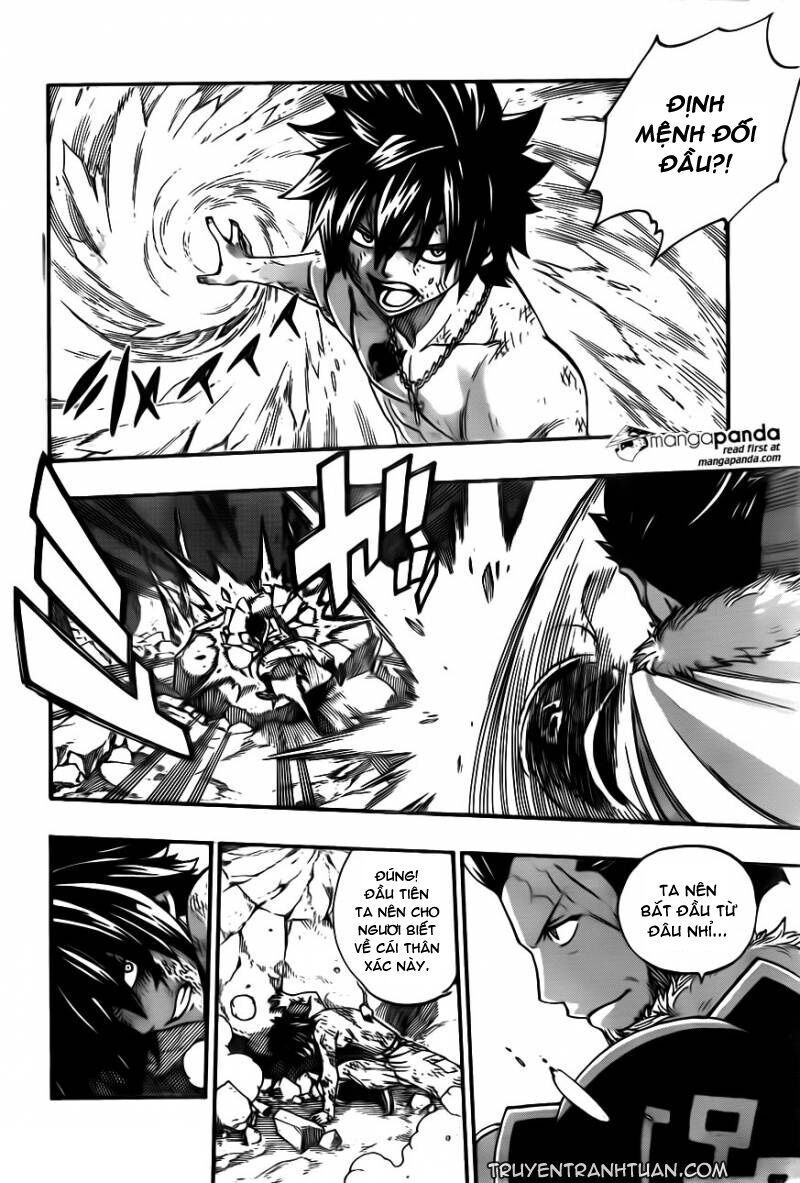 ĐỊNH
MỆNH ĐỐI
ĐẦU?!
mangapanda
read first at
mangapanda.com
TA NÊN
BẮT ĐẦU TỪ
ĐÂU NHỈ...
ĐÚNG!
ĐẦU TIÊN
TA NÊN CHO
NGƯƠI BIẾT
VỀ CÁI THÂN
XÁC NÀY.
TRUYENTRANHTUAN.COM